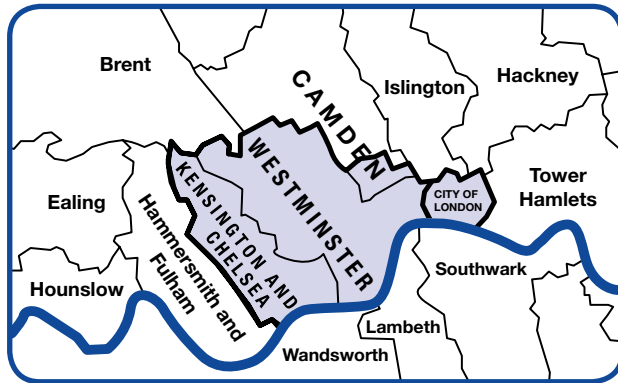 Brent
CAMDEN
Islington
Hackney
WESTMINSTER
KENSINGTON AND
CHELSEA
CITY OF
LONDON
Tower
Hamlets
Ealing
Hammersmith and
Fulham
Hounslow
Southwark
Lambeth
Wandsworth